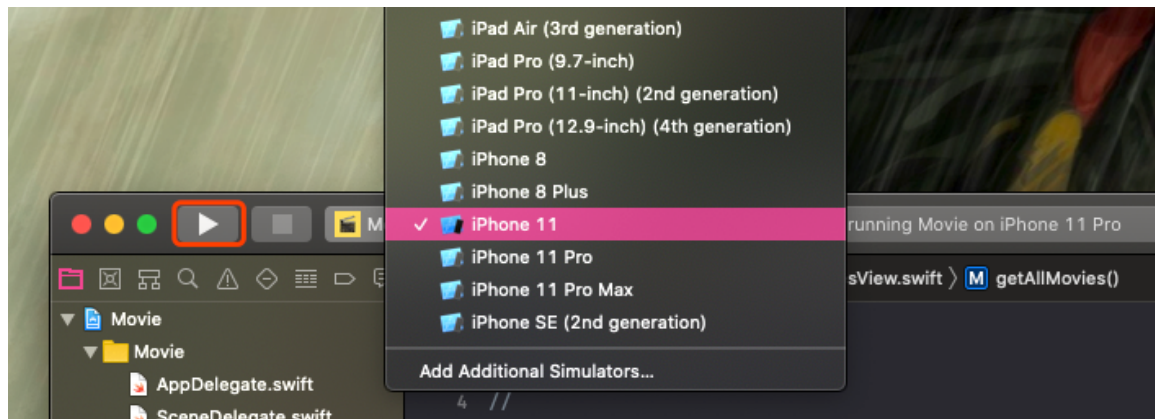 iPad Air (3rd generation)
iPad Pro (9.7-inch)
iPad Pro (11-inch) (2nd generation)
iPad Pro (12.9-inch) (4th generation)
iPhone 8
iPhone 8 Plus
M
✓ iPhone 11
running Movie on iPhone 11 Pro
iPhone 11 Pro
sView.swift 〉 M getAllMovies()
iPhone 11 Pro Max
Movie
iPhone SE (2nd generation)
Movie
Add Additional Simulators...
AppDelegate.swift
4 //
SceneDelegate.swift